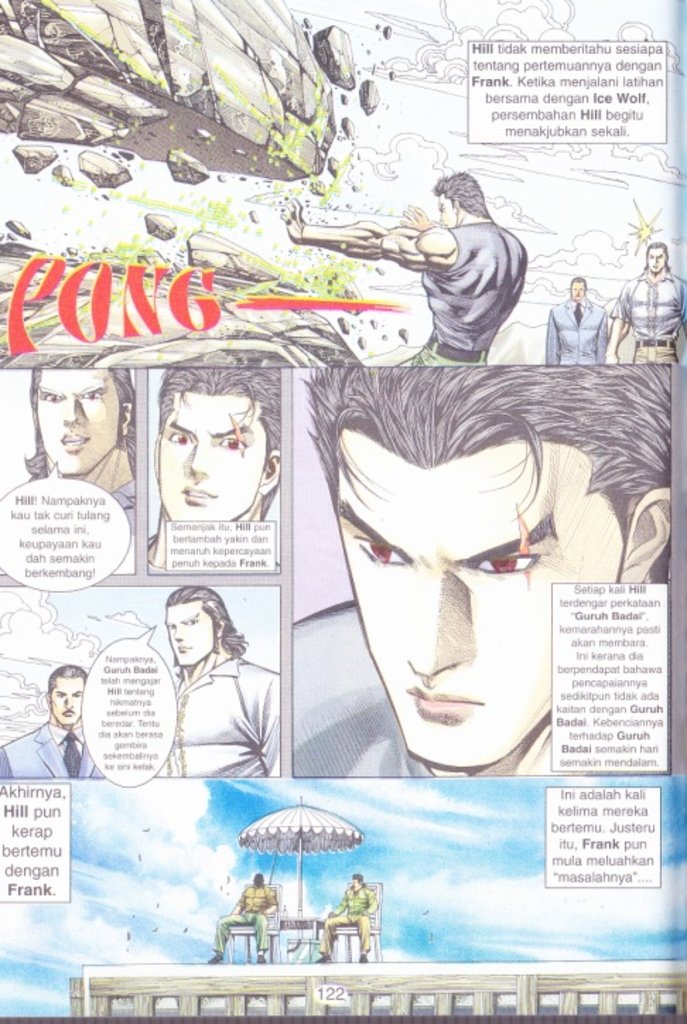 Hill tidak memberitahu sesiapa
tentang pertemuannya dengan
Frank. Ketika menjalani latihan
bersama dengan Ice Wolf,
persembahan Hill begitu
menakjubkan sekali.
PONG
Hill! Nampaknya
kau tak curi tulang
selama ini,
keupayaan kau
dah semakin
berkembang!
Semenjak itu, Hill pun
bertambah yakin dan
menaruh kepercayaan
penuh kepada Frank.
Setiap kali Hill
terdengar perkataan
"Guruh Badai",
kemarahannya pasti
akan membara.
Ini kerana dia
berpendapat bahawa
pencapaiannya
sedikitpun tidak ada
kaitan dengan Guruh
Badai. Kebenciannya
terhadap Guruh
Badai semakin hari
semakin mendalam.
Nampaknya,
Guruh Badai
telah mengajar
Hill tentang
hikmatnya
sebelum dia
beredar. Tentu
dia akan berasa
gembira
sekembalinya
ke sini kelak.
Akhirnya,
Hill pun
kerap
bertemu
dengan
Frank.
Ini adalah kali
kelima mereka
bertemu. Justeru
itu, Frank pun
mula meluahkan
"masalahnya"....
122